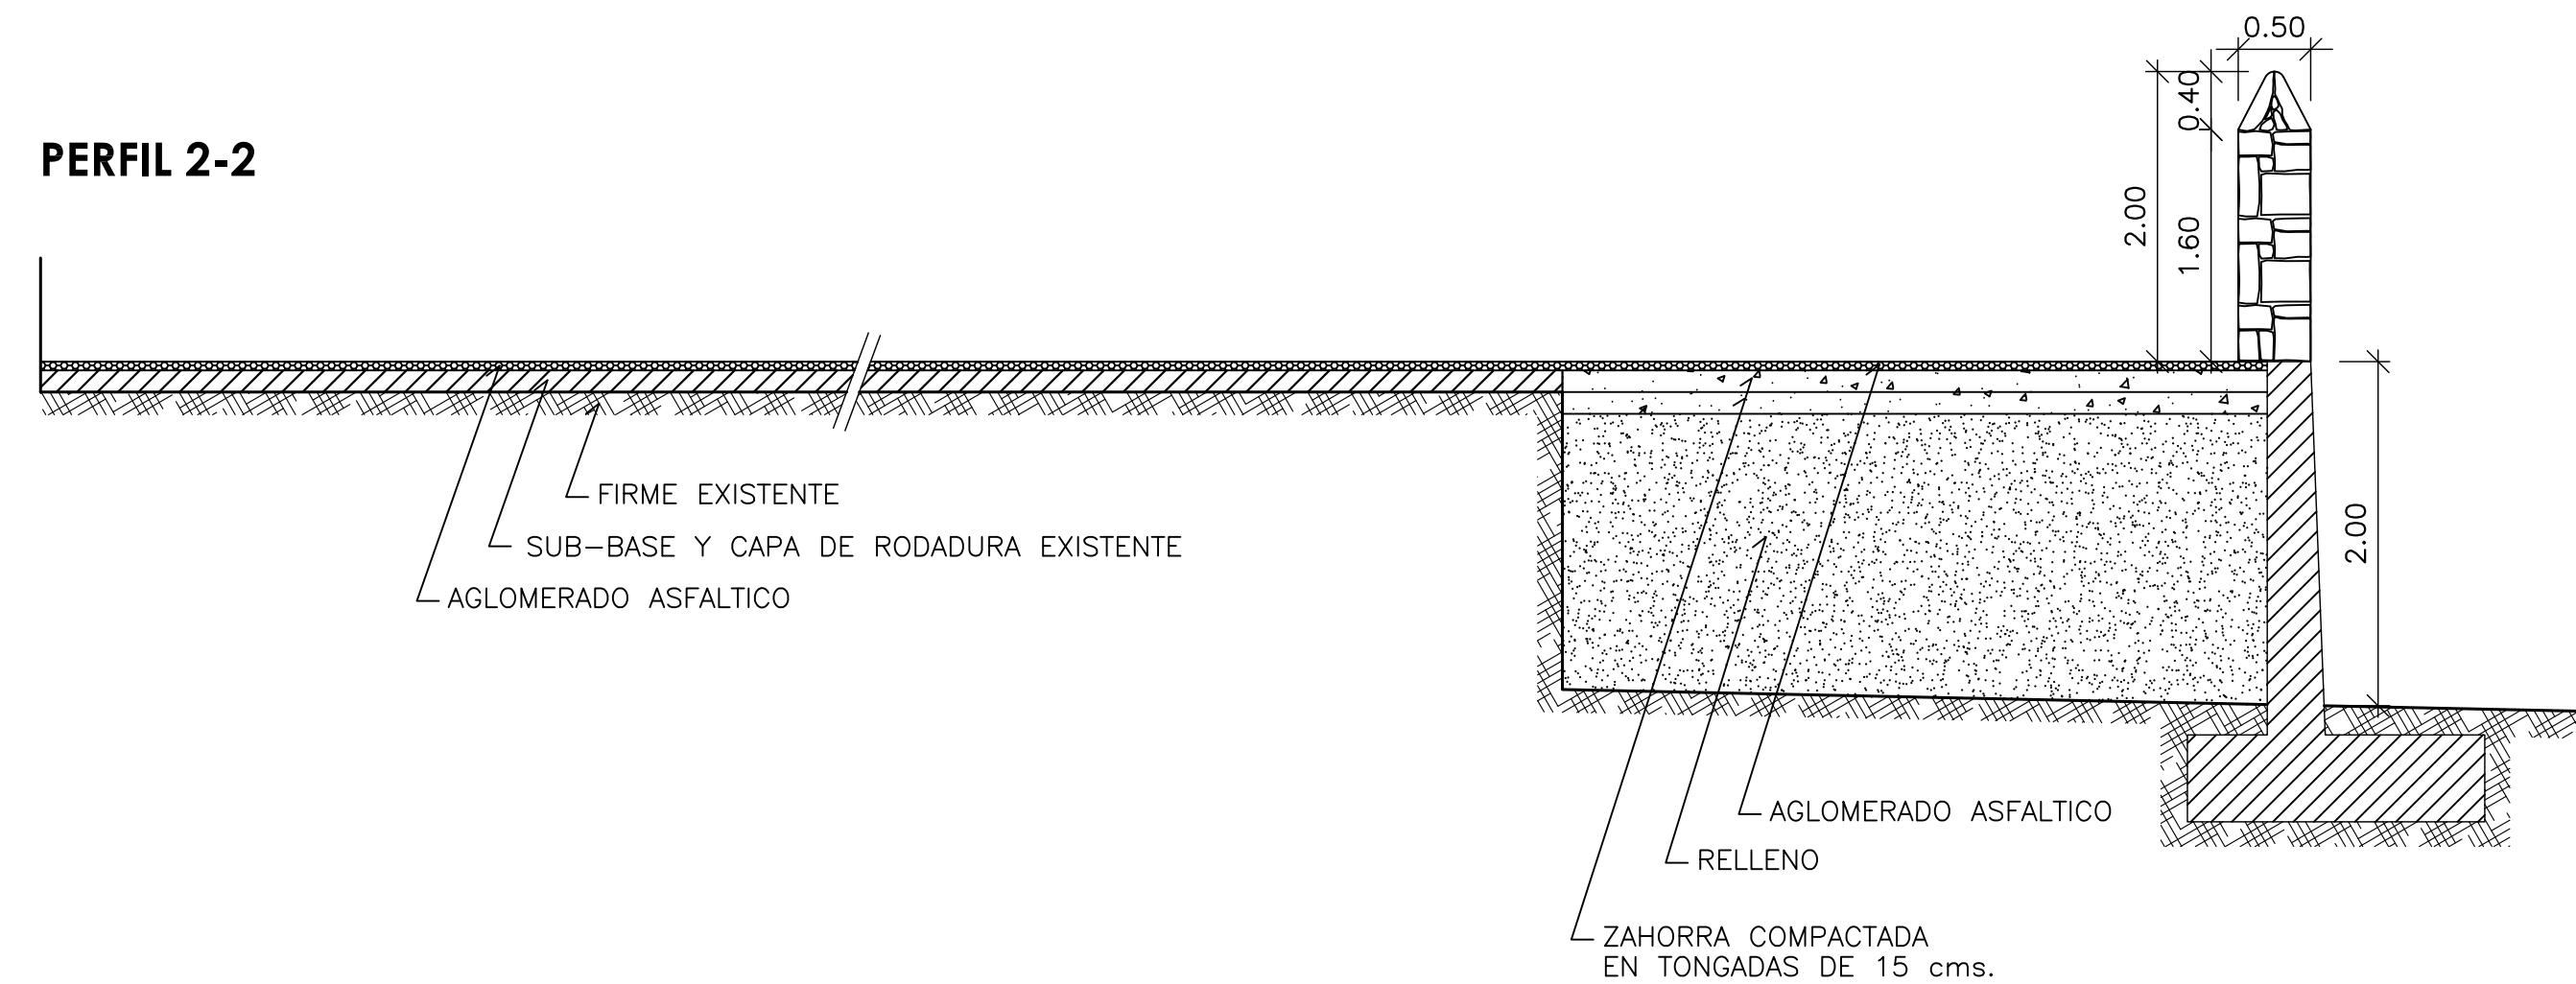 0.50
0.40
PERFIL 2-2
2.00
1.60
FIRME EXISTENTE
SUB-BASE Y CAPA DE RODADURA EXISTENTE
2.00
AGLOMERADO ASFALTICO
AGLOMERADO ASFALTICO
RELLENO
ZAHORRA COMPACTADA
EN TONGADAS DE 15 cms.